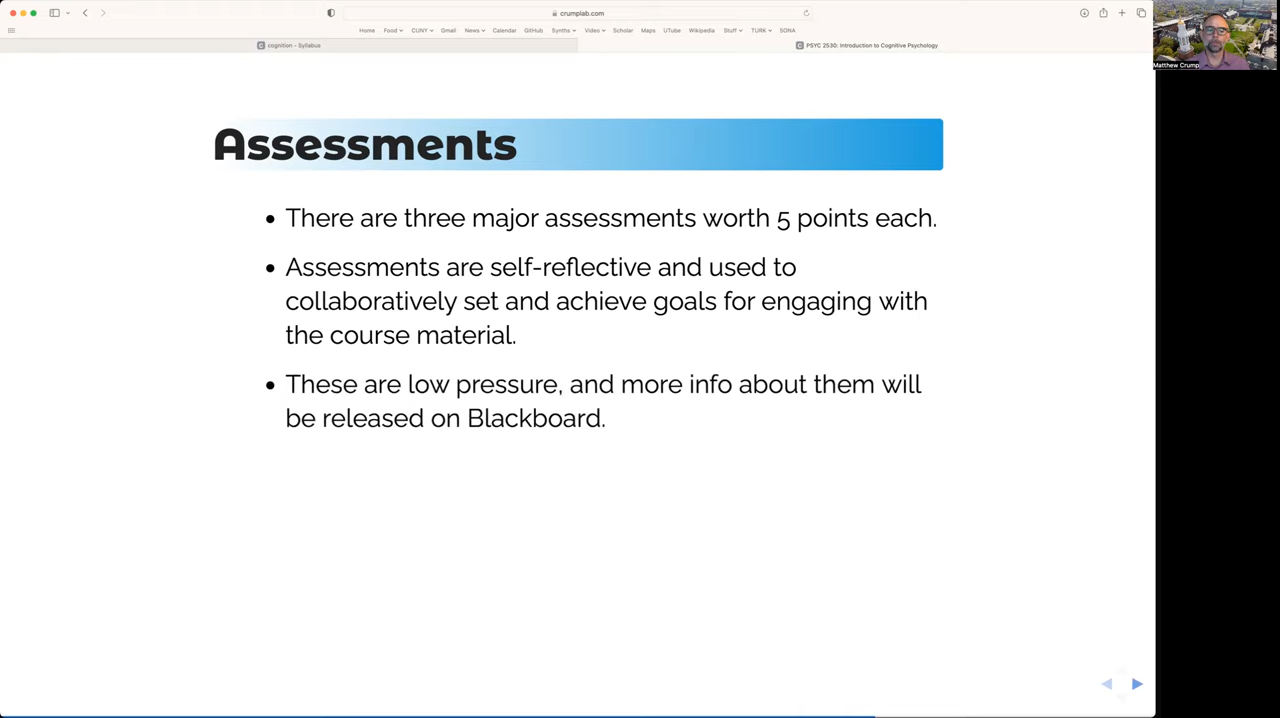 crumplab.com
Home Food CUNY Gmail News Calendar GitHub Synths Video Scholar Maps UTube Wikipedia Stuff TURK SONA
cognition - Syllabus
PSYC 2530: Introduction to Cognitive Psychology
Matthew Crump
Assessments
There are three major assessments worth 5 points each.
Assessments are self-reflective and used to
collaboratively set and achieve goals for engaging with
the course material.
These are low pressure, and more info about them will
be released on Blackboard.